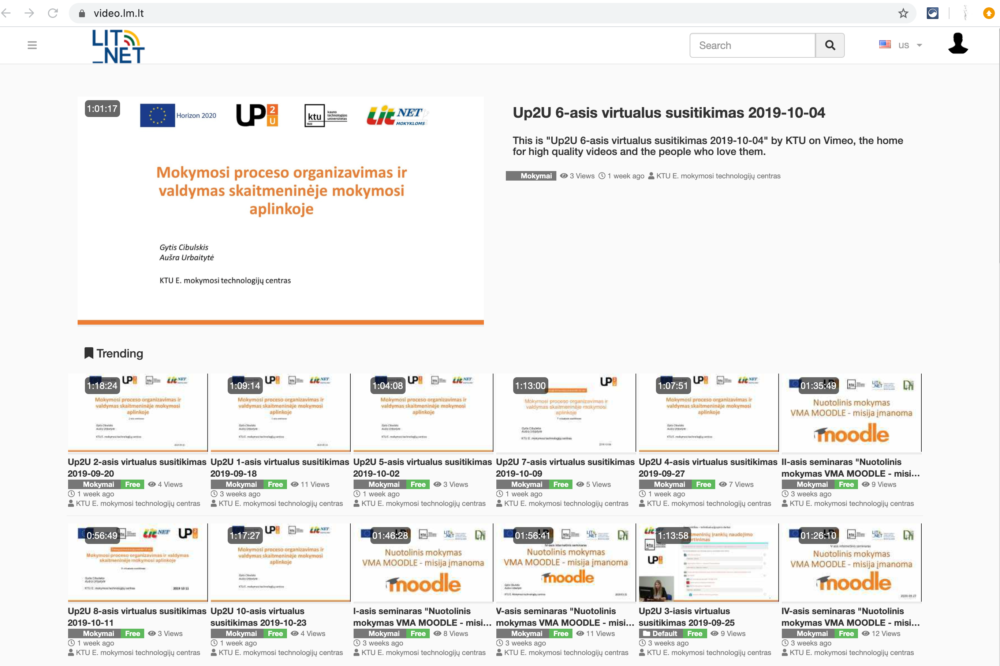 video.lm.lt
LIT
_NET
Search
us
1:01:17
Horizon 2020
UP2U
ktu
1922
kauno
technologijos
universitetas
LitNET
MOKYKLOMS
Mokymosi proceso organizavimas ir
valdymas skaitmeninėje mokymosi
aplinkoje
Gytis Cibulskis
Aušra Urbaitytė
KTU E. mokymosi technologijų centras
Up2U 6-asis virtualus susitikimas 2019-10-04
This is "Up2U 6-asis virtualus susitikimas 2019-10-04" by KTU on Vimeo, the home
for high quality videos and the people who love them.
Mokymai 3 Views 1 week ago KTU E. mokymosi technologijų centras
Trending
1:18:24
Mokymosi proceso organizavimas ir
valdymas skaitmeninėje mokymosi
aplinkoje
Up2U 2-asis virtualus susitikimas
2019-09-20
Mokymai Free 4 Views
1 week ago
KTU E. mokymosi technologijų centras
1:09:14
Mokymosi proceso organizavimas ir
valdymas skaitmeninėje mokymosi
aplinkoje
Up2U 1-asis virtualus susitikimas
2019-09-18
Mokymai Free 11 Views
3 weeks ago
KTU E. mokymosi technologijų centras
1:04:08
Mokymosi proceso organizavimas ir
valdymas skaitmeninėje mokymosi
aplinkoje
Up2U 5-asis virtualus susitikimas
2019-10-02
Mokymai Free 3 Views
1 week ago
KTU E. mokymosi technologijų centras
1:13:00
Mokymosi proceso organizavimas ir
valdymas skaitmeninėje mokymosi
aplinkoje
Up2U 7-asis virtualus susitikimas
2019-10-09
Mokymai Free 5 Views
1 week ago
KTU E. mokymosi technologijų centras
1:07:51
Mokymosi proceso organizavimas ir
valdymas skaitmeninėje mokymosi
aplinkoje
Up2U 4-asis virtualus susitikimas
2019-09-27
Mokymai Free 7 Views
1 week ago
KTU E. mokymosi technologijų centras
01:35:49
Nuotolinis mokymas
VMA MOODLE - misija įmanoma
moodle
II-asis seminaras "Nuotolinis
mokymas VMA MOODLE - misi...
Mokymai Free 9 Views
3 weeks ago
KTU E. mokymosi technologijų centras
0:56:49
Mokymosi proceso organizavimas ir valdymas
skaitmeninėje mokymosi aplinkoje
2019 10 11
Up2U 8-asis virtualus susitikimas
2019-10-11
Mokymai Free 3 Views
1 week ago
KTU E. mokymosi technologijų centras
1:17:27
Mokymosi proceso organizavimas ir
valdymas skaitmeninėje mokymosi
aplinkoje
Up2U 10-asis virtualus
susitikimas 2019-10-23
Mokymai Free 4 Views
1 week ago
KTU E. mokymosi technologijų centras
01:46:28
Nuotolinis mokymas
VMA MOODLE - misija įmanoma
moodle
I-asis seminaras "Nuotolinis
mokymas VMA MOODLE - misi...
Mokymai Free 8 Views
3 weeks ago
KTU E. mokymosi technologijų centras
01:56:41
IV-asis internetinis seminaras
Nuotolinis mokymas
VMA MOODLE - misija įmanoma
moodle
V-asis seminaras "Nuotolinis
mokymas VMA MOODLE - misi...
Mokymai Free 11 Views
3 weeks ago
KTU E. mokymosi technologijų centras
1:13:58
Up2U 3-iasis virtualus
susitikimas 2019-09-25
Default Free 9 Views
3 weeks ago
KTU E. mokymosi technologijų centras
01:26:10
V-asis internetinis seminaras
Nuotolinis mokymas
VMA MOODLE - misija įmanoma
moodle
2020 03 27
IV-asis seminaras "Nuotolinis
mokymas VMA MOODLE - misi...
Mokymai Free 12 Views
3 weeks ago
KTU E. mokymosi technologijų centras